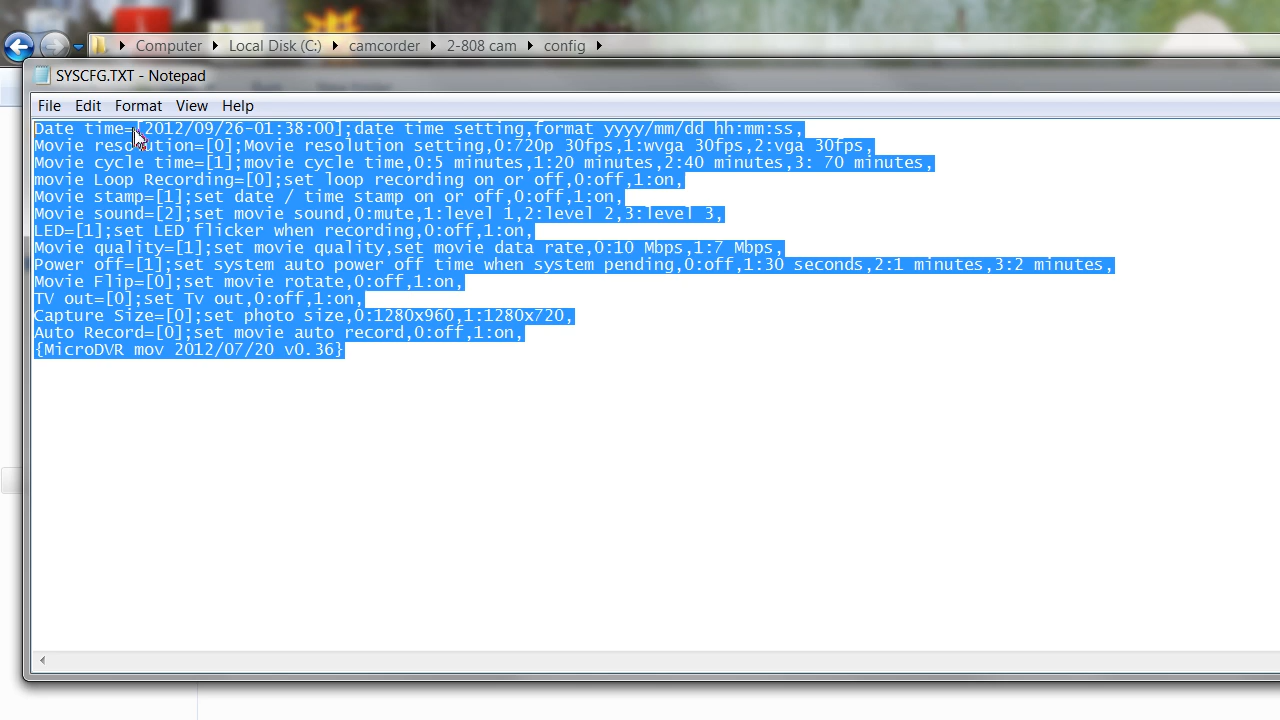 Computer Local Disk (C:) camcorder 2-808 cam config
SYSCFG.TXT - Notepad
File Edit Format View Help
Date time=[2012/09/26-01:38:00];date time setting,format yyyy/mm/dd hh:mm:ss,
Movie resolution=[0];Movie resolution setting,0:720p 30fps,1:wvga 30fps,2:vga 30fps,
Movie cycle time=[1];movie cycle time,0:5 minutes,1:20 minutes,2:40 minutes,3: 70 minutes,
movie Loop Recording=[0];set loop recording on or off,0:off,1:on,
Movie stamp=[1];set date / time stamp on or off,0:off,1:on,
Movie sound=[2];set movie sound,0:mute,1:level 1,2:level 2,3:level 3,
LED=[1];set LED flicker when recording,0:off,1:on,
Movie quality=[1];set movie quality,set movie data rate,0:10 Mbps,1:7 Mbps,
Power off=[1];set system auto power off time when system pending,0:off,1:30 seconds,2:1 minutes,3:2 minutes,
Movie Flip=[0];set movie rotate,0:off,1:on,
TV out=[0];set Tv out,0:off,1:on,
Capture Size=[0];set photo size,0:1280x960,1:1280x720,
Auto Record=[0];set movie auto record,0:off,1:on,
{MicroDVR mov 2012/07/20 v0.36}